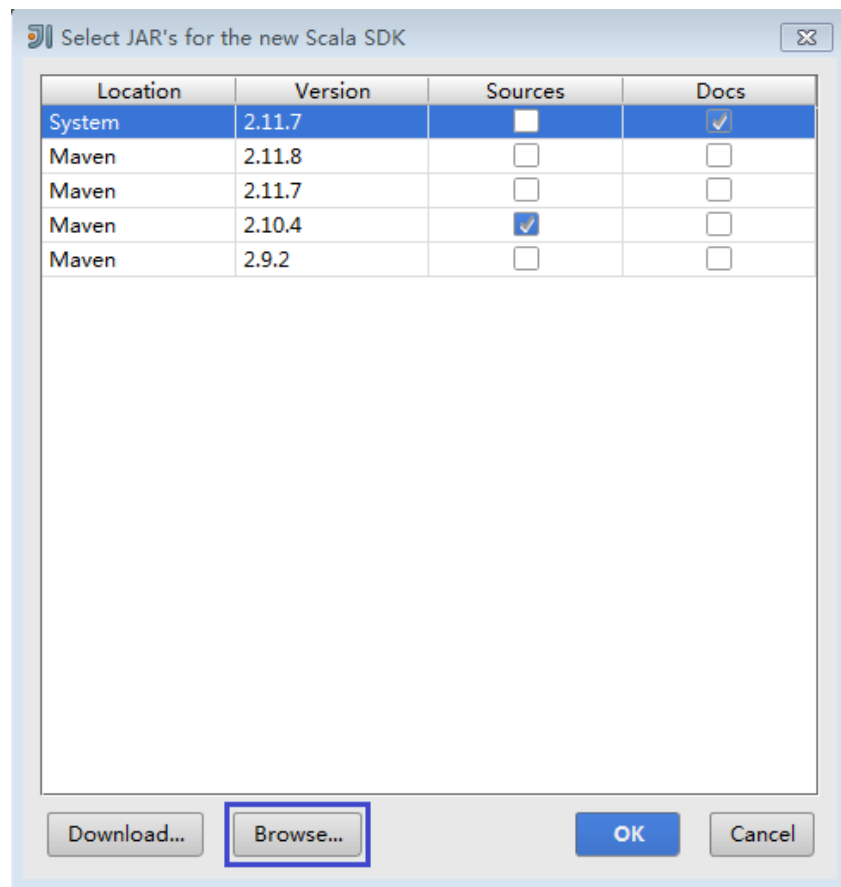 Select JAR's for the new Scala SDK
Location Version Sources Docs
System 2.11.7
Maven 2.11.8
Maven 2.11.7
Maven 2.10.4
Maven 2.9.2
Download... Browse... OK Cancel